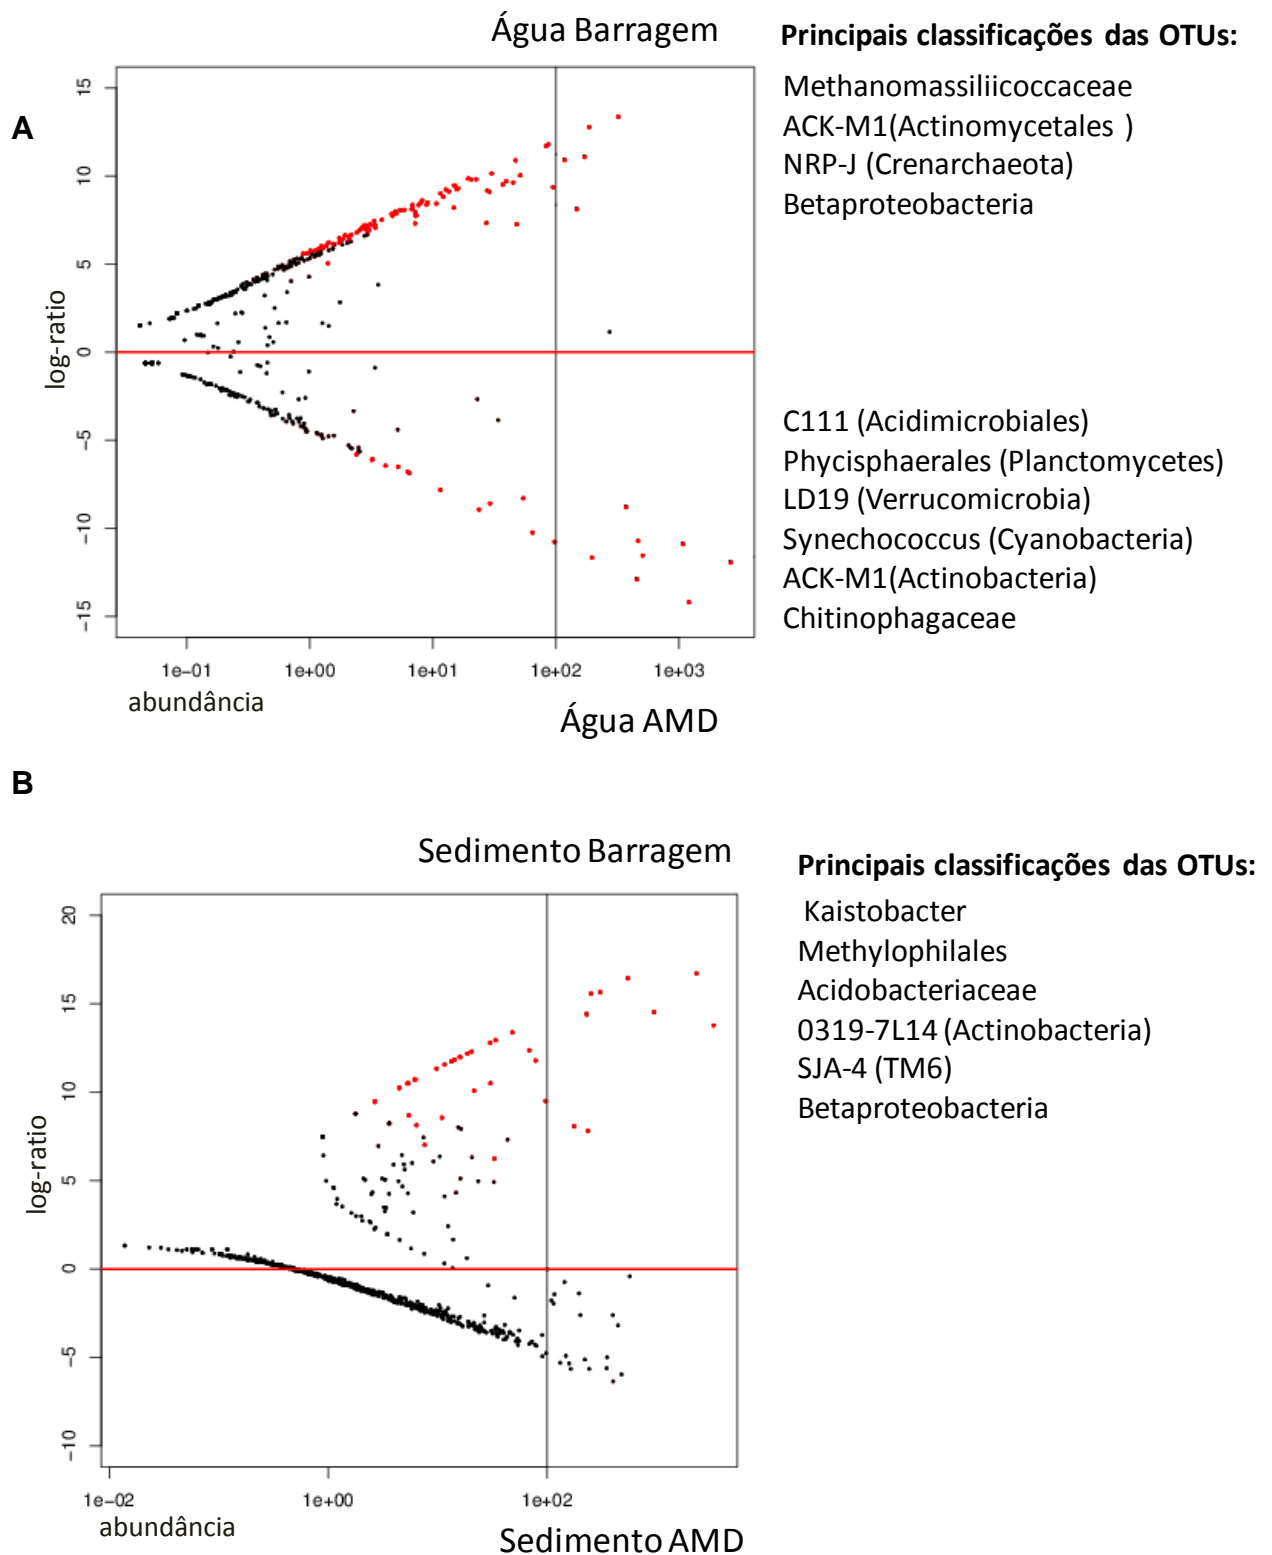 Água Barragem
Principais classificações das OTUs:
A
Methanomassiliicoccaceae
ACK-M1(Actinomycetales )
NRP-J (Crenarchaeota)
Betaproteobacteria
C111 (Acidimicrobiales)
Phycisphaerales (Planctomycetes)
LD19 (Verrucomicrobia)
Synechococcus (Cyanobacteria)
ACK-M1(Actinobacteria)
Chitinophagaceae
log-ratio
15
10
5
0
-5
-10
-15
1e-01 1e+00 1e+01 1e+02 1e+03
abundância
Água AMD
B
Sedimento Barragem
Principais classificações das OTUs:
Kaistobacter
Methylophilales
Acidobacteriaceae
0319-7L14 (Actinobacteria)
SJA-4 (TM6)
Betaproteobacteria
log-ratio
20
15
10
5
0
-5
-10
1e-02 1e+00 1e+02
abundância
Sedimento AMD